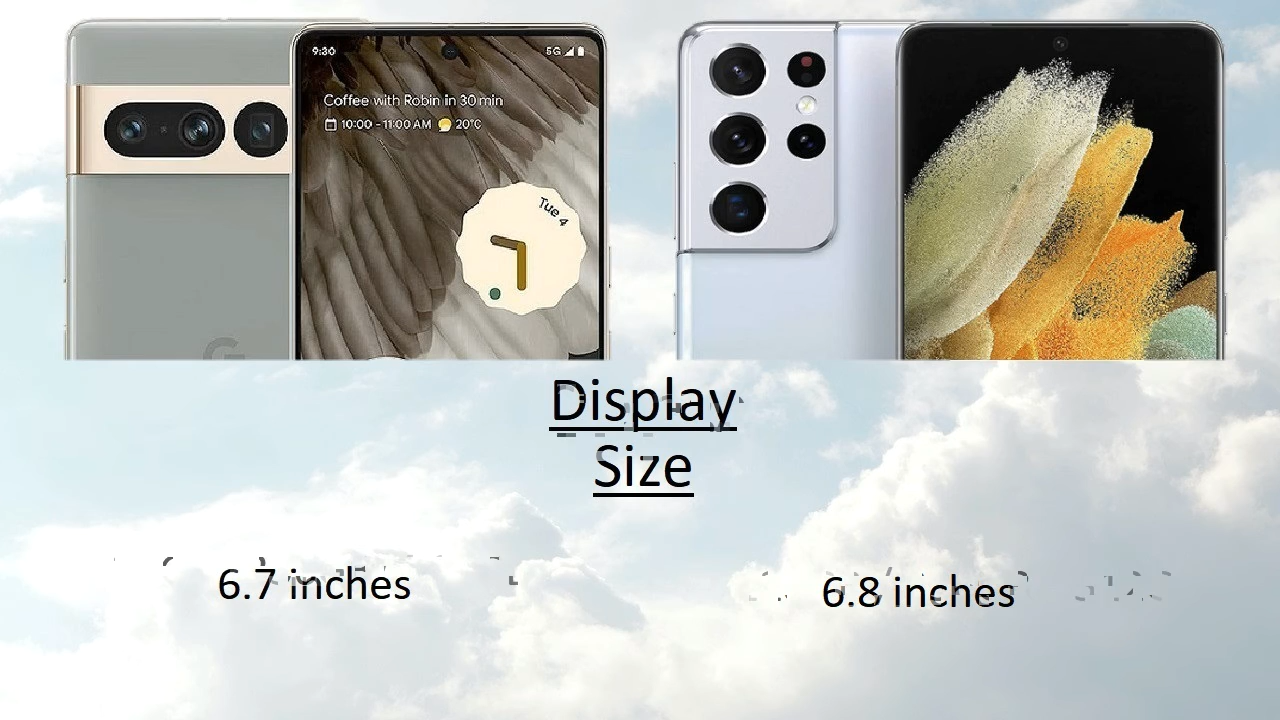 9:30
5G
Coffee with Robin in 30 min
10:00 - 11:00 AM 20°C
Tue 4
G
Display
Size
6.7 inches
6.8 inches